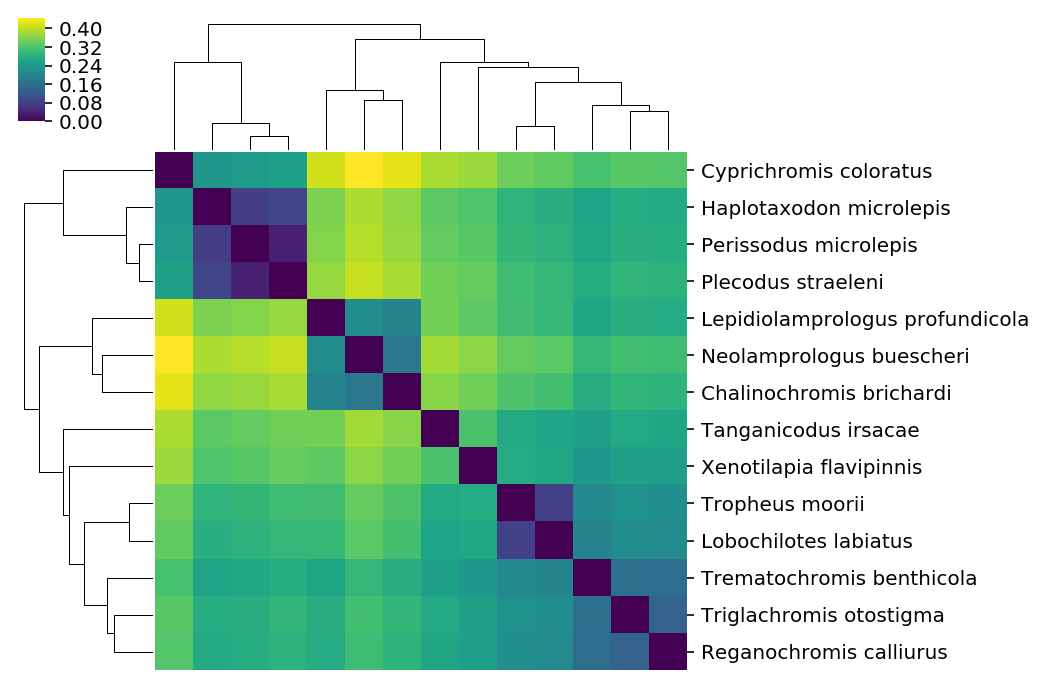 0.40
0.32
0.24
0.16
0.08
0.00
Cyprichromis coloratus
Haplotaxodon microlepis
Perissodus microlepis
Plecodus straeleni
Lepidiolamprologus profundicola
Neolamprologus buescheri
Chalinochromis brichardi
Tanganicodus irsacae
Xenotilapia flavipinnis
Tropheus moorii
Lobochilotes labiatus
Trematochromis benthicola
Triglachromis otostigma
Reganochromis calliurus